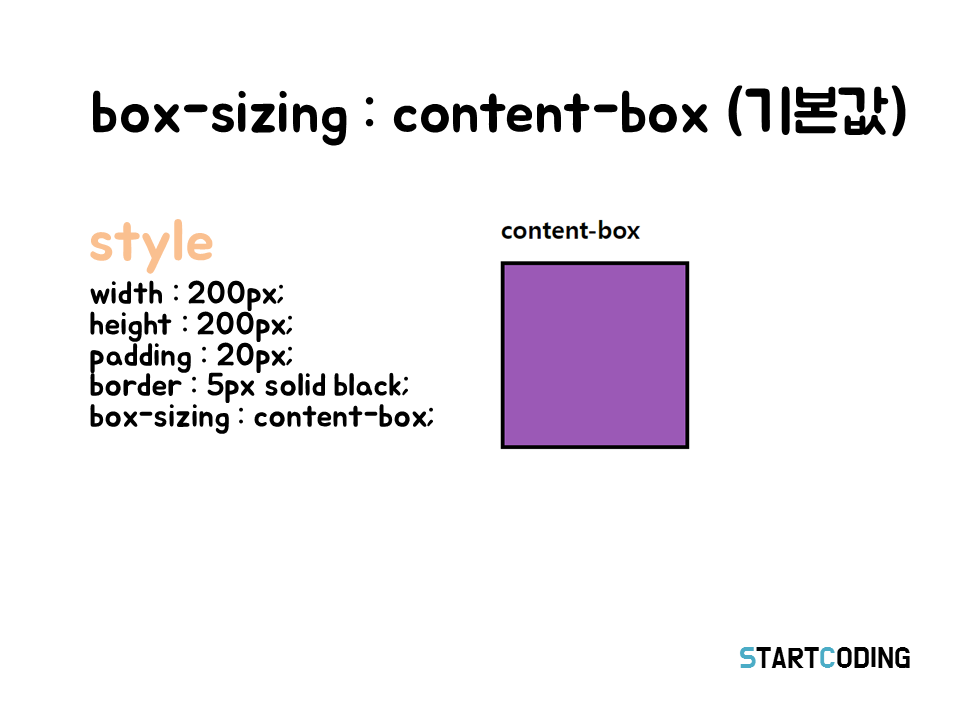 box-sizing : content-box (기본값)
style
width : 200px;
height : 200px;
padding : 20px;
border : 5px solid black;
box-sizing : content-box;
content-box
STARTCODING